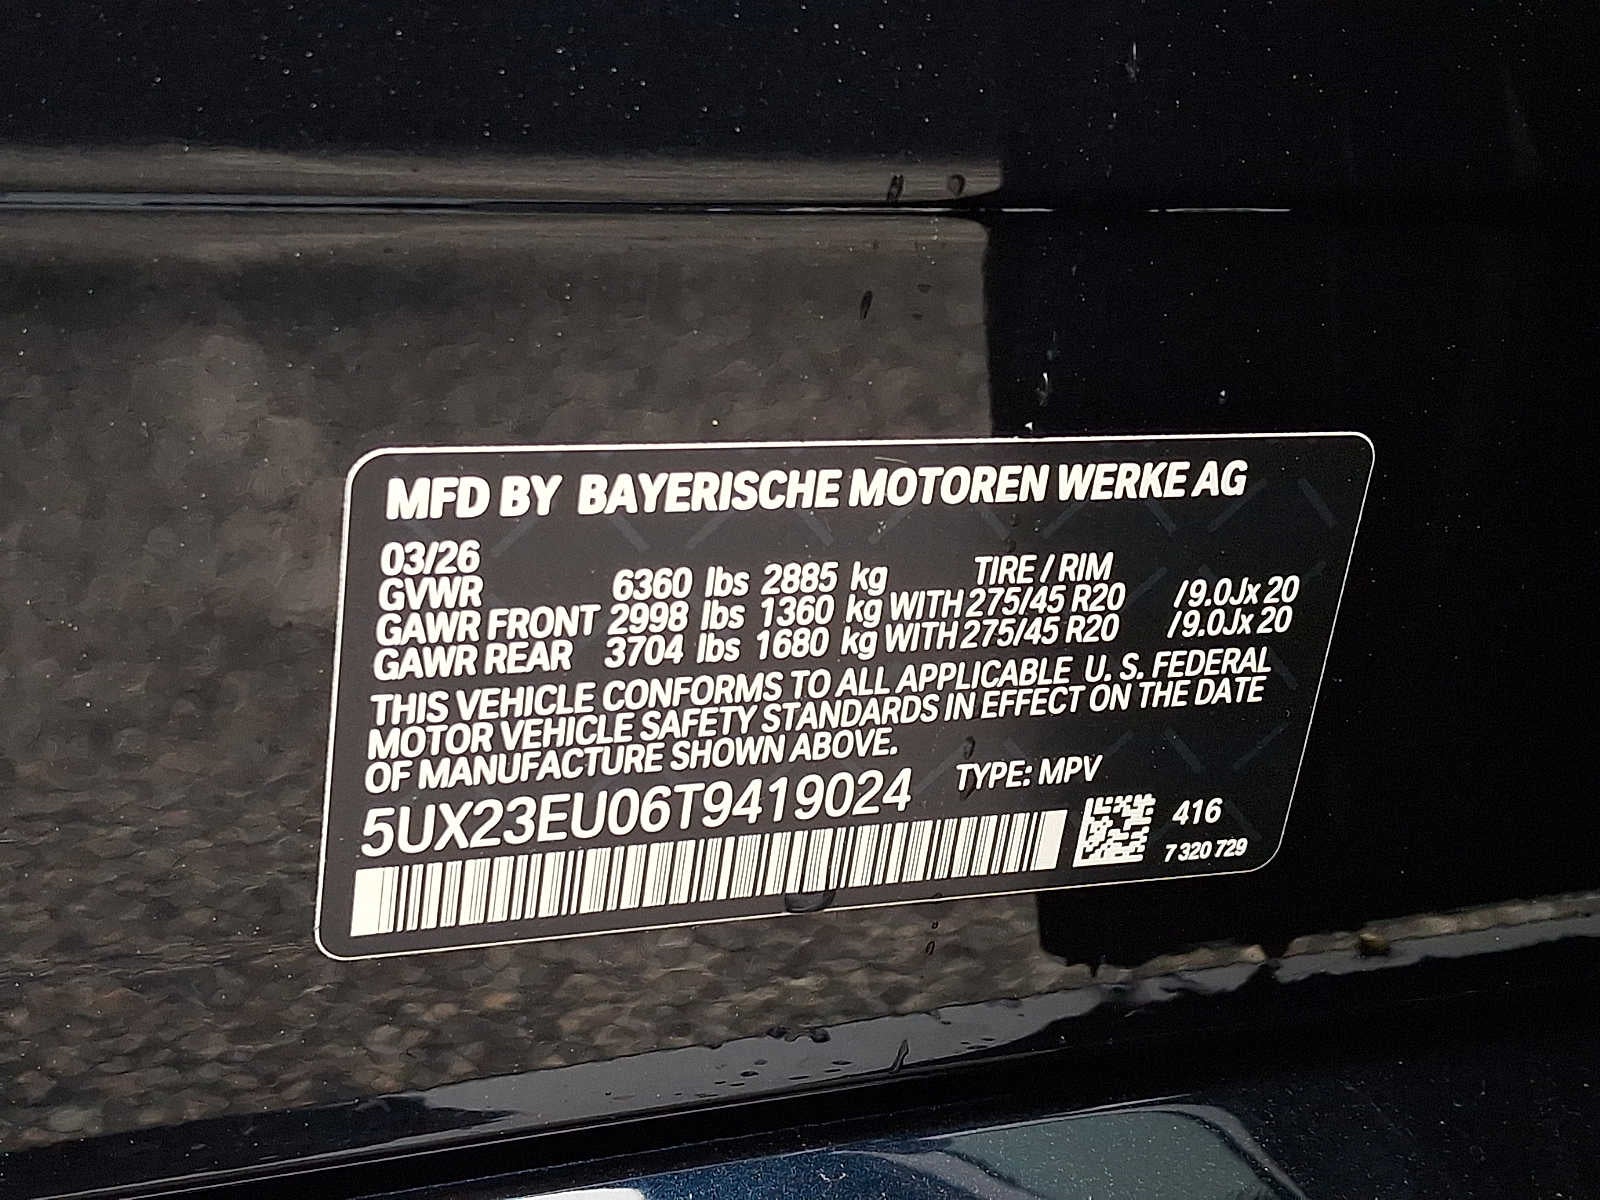 MFD BY BAYERISCHE MOTOREN WERKE AG
03/26
TIRE / RIM
GVWR 6360 lbs 2885 kg
GAWR FRONT 2998 lbs 1360 kg WITH 275/45 R20 / 9.0Jx 20
GAWR REAR 3704 lbs 1680 kg WITH 275/45 R20 / 9.0Jx 20
THIS VEHICLE CONFORMS TO ALL APPLICABLE U. S. FEDERAL
MOTOR VEHICLE SAFETY STANDARDS IN EFFECT ON THE DATE
OF MANUFACTURE SHOWN ABOVE.
5UX23EU06T9419024 TYPE: MPV
416
7 320 729